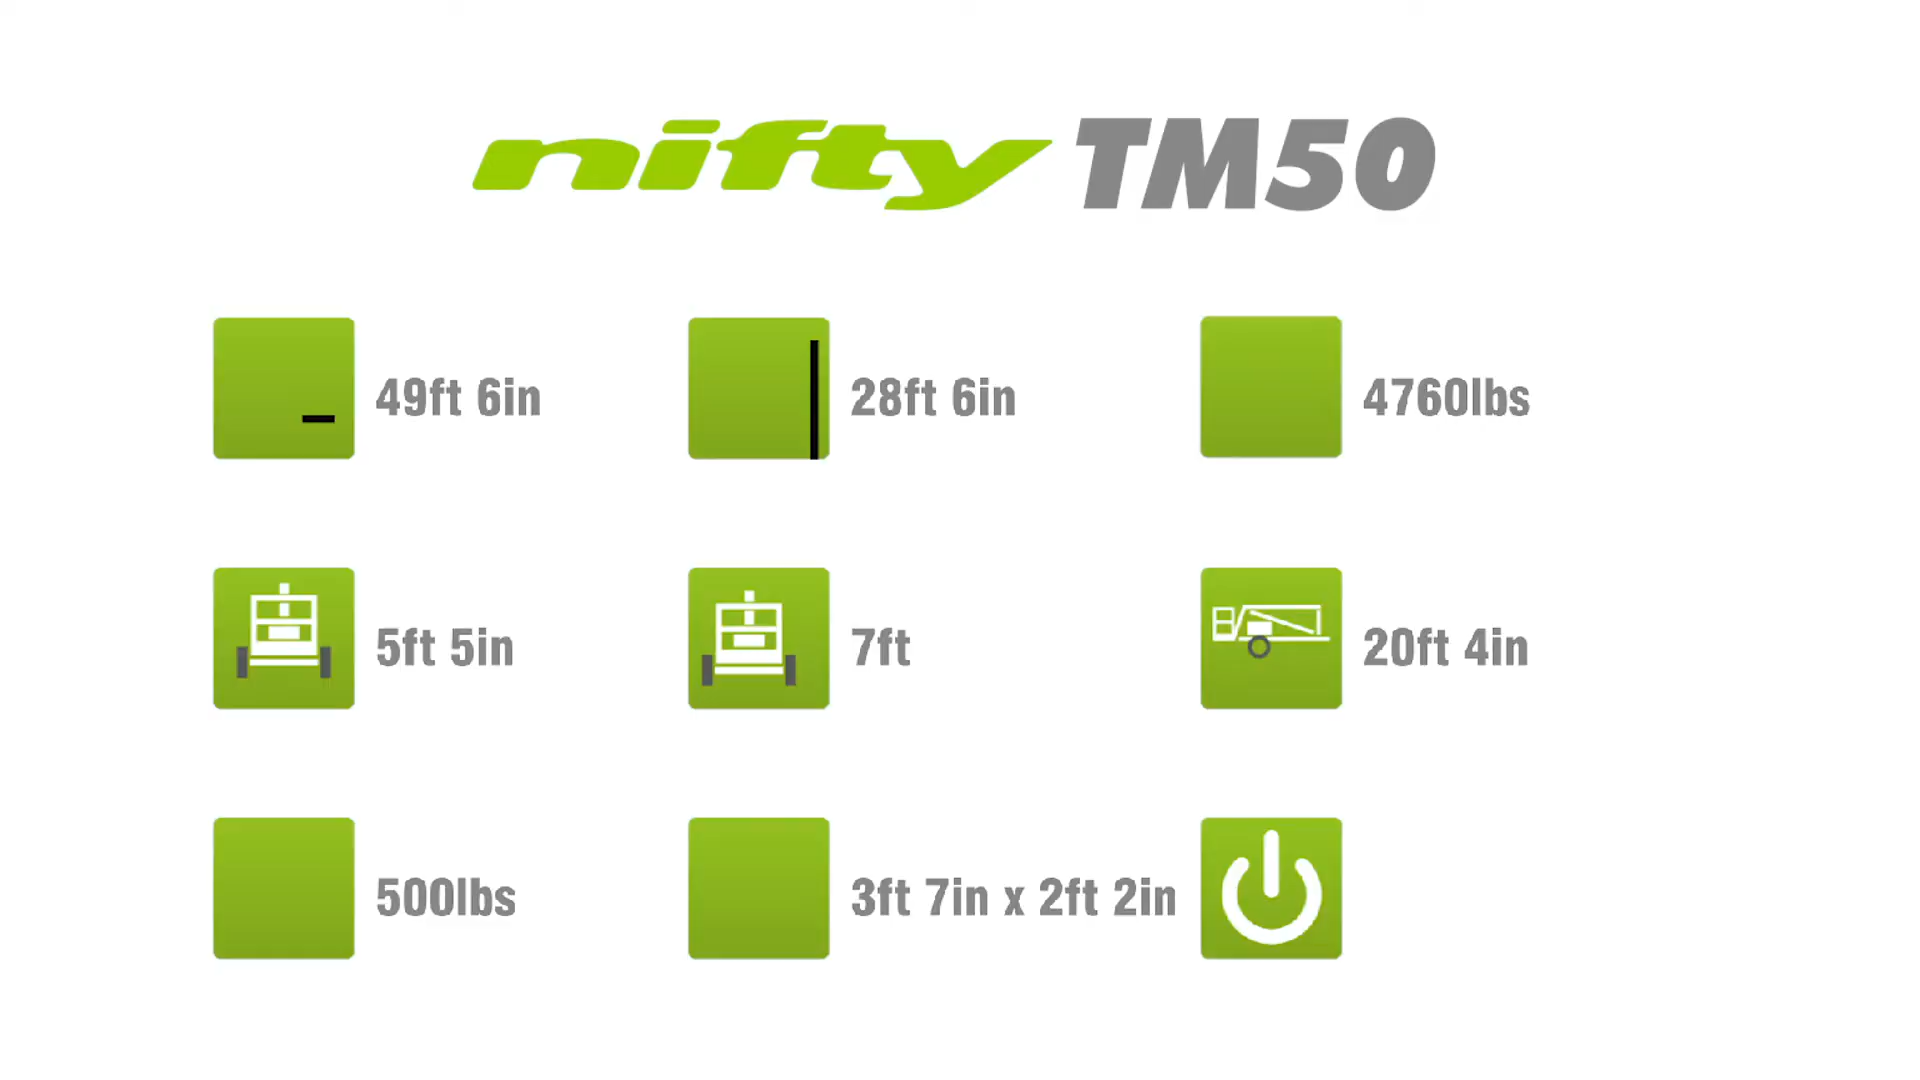 nifty TM50
49ft 6in
28ft 6in
4760lbs
5ft 5in
7ft
20ft 4in
500lbs
3ft 7in x 2ft 2in